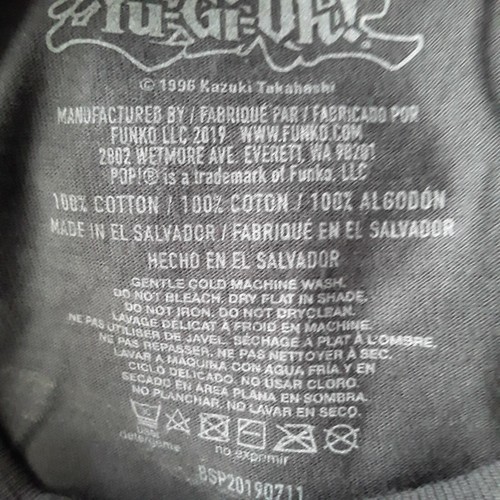 Yu-Gi-Oh!
© 1996 Kazuki Takahashi
MANUFACTURED BY / FABRIQUÉ PAR / FABRICADO POR
FUNKO LLC 2019 WWW.FUNKO.COM
2802 WETMORE AVE. EVERETT, WA 98201
POP!® is a trademark of Funko, LLC
100% COTTON / 100% COTON / 100% ALGODÓN
MADE IN EL SALVADOR / FABRIQUÉ EN EL SALVADOR
HECHO EN EL SALVADOR
GENTLE COLD MACHINE WASH.
DO NOT BLEACH. DRY FLAT IN SHADE.
DO NOT IRON. DO NOT DRYCLEAN.
LAVAGE DÉLICAT À FROID EN MACHINE.
NE PAS UTILISER DE JAVEL. SÉCHAGE A PLAT À L'OMBRE.
NE PAS REPASSER. NE PAS NETTOYER À SEC.
LAVAR A MAQUINA CON AGUA FRÍA Y EN
CICLO DELICADO. NO USAR CLORO.
SECADO EN AREA PLANA EN SOMBRA.
NO PLANCHAR. NO LAVAR EN SECO.
no exprimir
8SP20190711